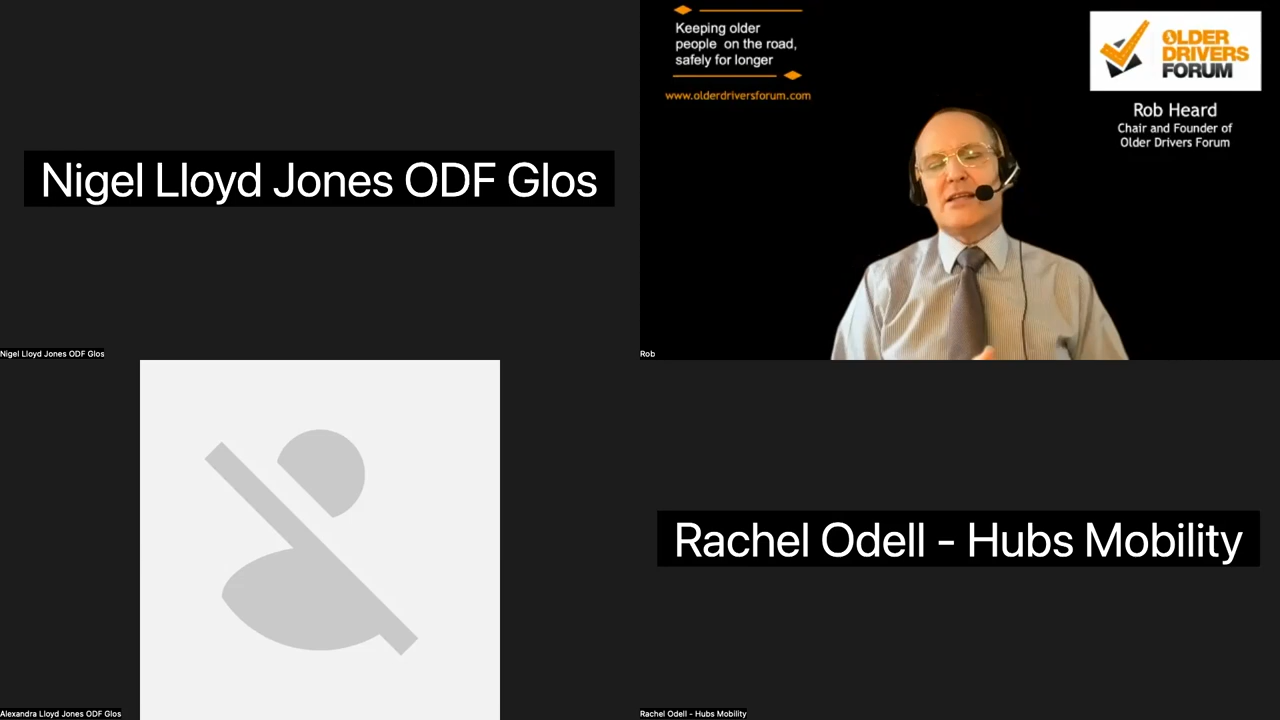 Nigel Lloyd Jones ODF Glos
Nigel Lloyd Jones ODF Glos
Keeping older
people on the road,
safely for longer
www.olderdriversforum.com
OLDER
DRIVERS
FORUM
Rob Heard
Chair and Founder of
Older Drivers Forum
Rob
Alexandra Lloyd Jones ODF Glos
Rachel Odell - Hubs Mobility
Rachel Odell - Hubs Mobility